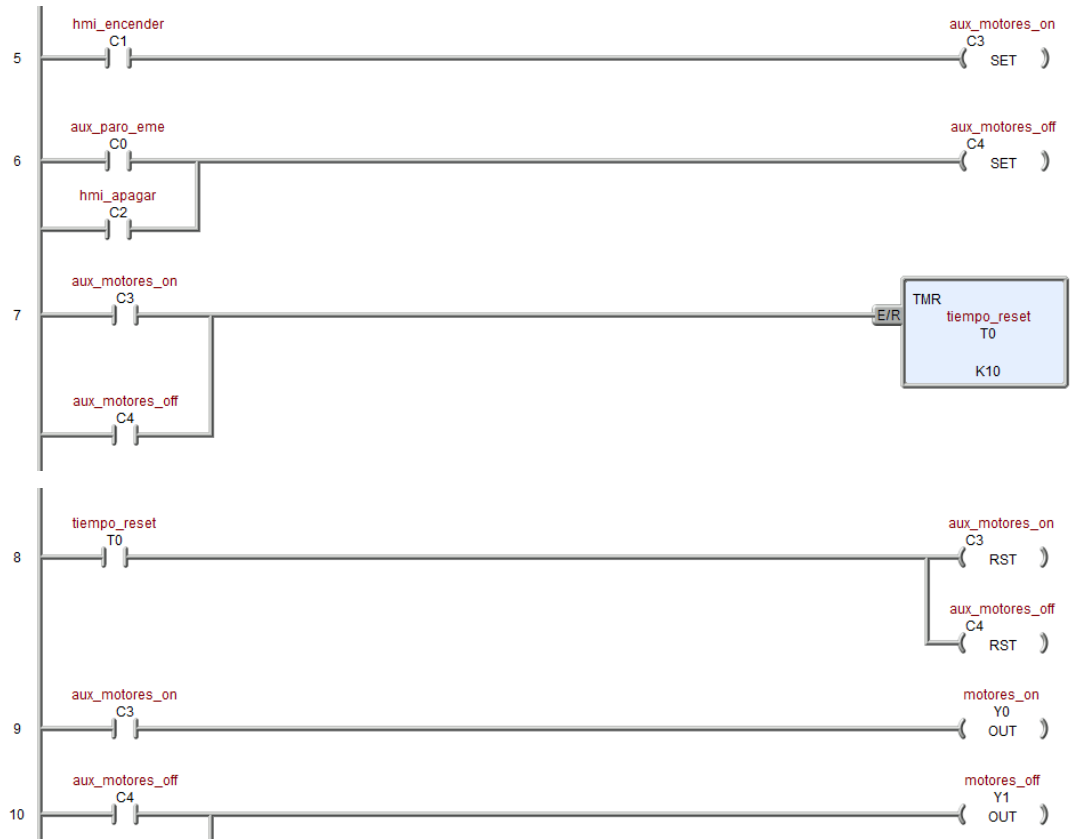 hmi_encender
C1
aux_motores_on
C3
5
SET
aux_paro_eme
C0
aux_motores_off
C4
6
SET
hmi_apagar
C2
aux_motores_on
C3
7
E/R
TMR
tiempo_reset
T0
K10
aux_motores_off
C4
tiempo_reset
T0
aux_motores_on
C3
8
RST
aux_motores_off
C4
RST
aux_motores_on
C3
motores_on
Y0
9
OUT
aux_motores_off
C4
motores_off
Y1
10
OUT